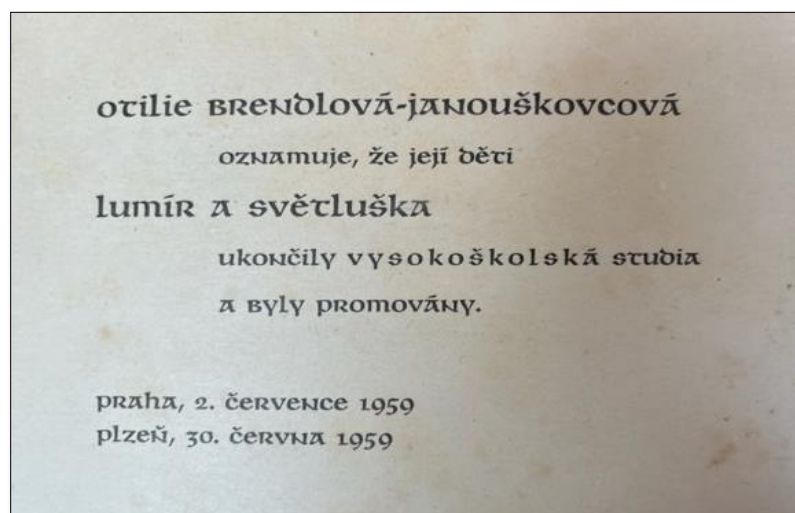 otilie BRENDLOVÁ-JANOUŠKOVCOVÁ
oznamuje, že její děti
lumír a světluška
ukončily vysokoškolská studia
a byly promovány.
praha, 2. července 1959
plzeň, 30. června 1959